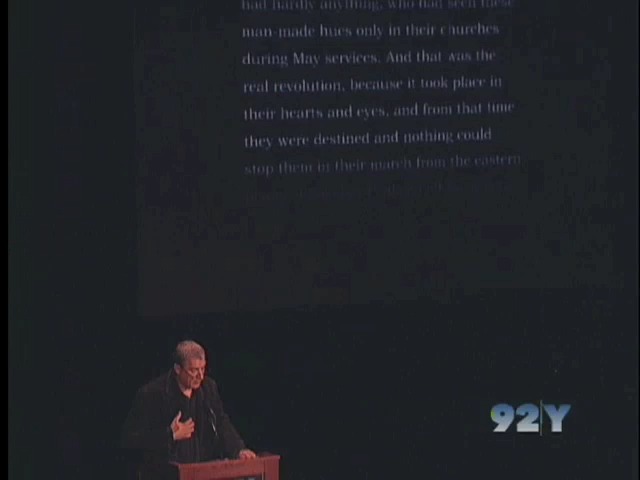 had hardly anything, who had seen these
man-made hues only in their churches
during May services. And that was the
real revolution, because it took place in
their hearts and eyes, and from that time
they were destined and nothing could
stop them in their march from the eastern
92Y